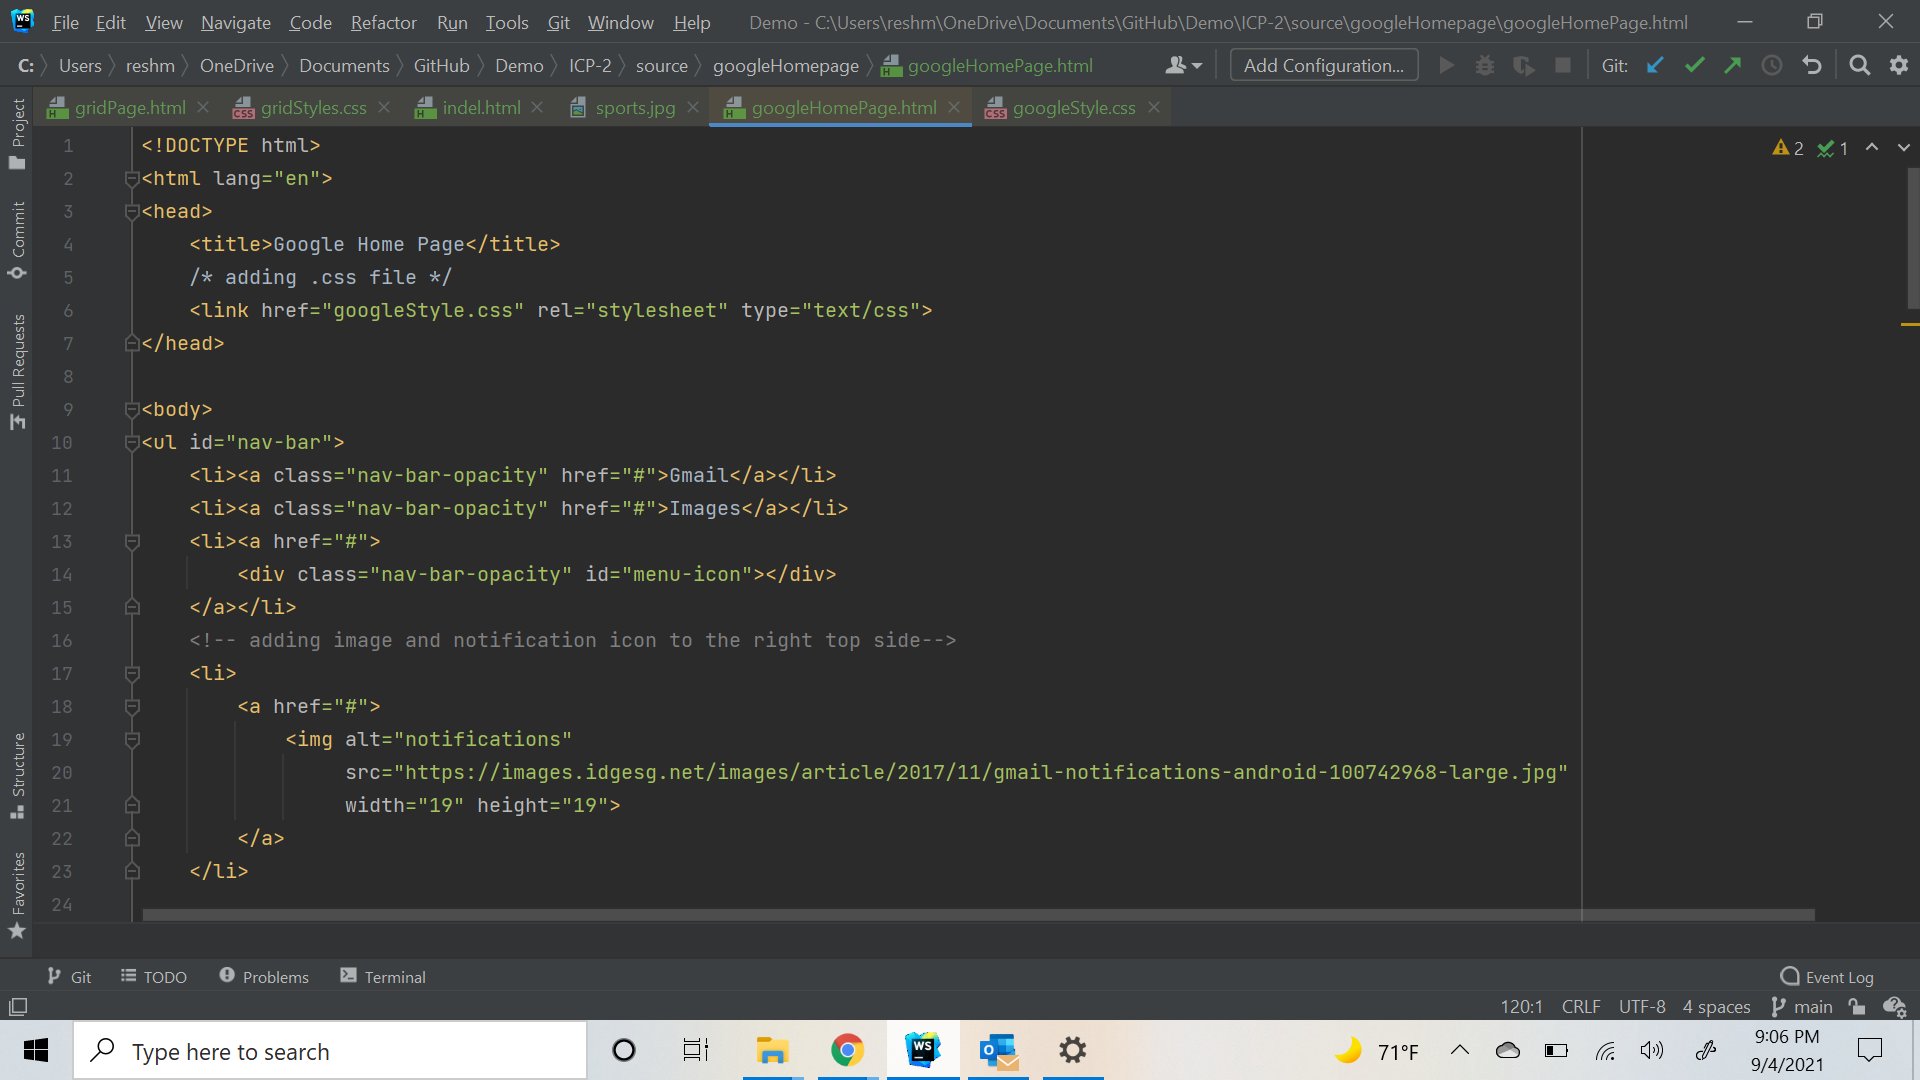 WS File Edit View Navigate Code Refactor Run Tools Git Window Help Demo - C:\Users\reshm\OneDrive\Documents\GitHub\Demo\ICP-2\source\googleHomepage\googleHomePage.html
C: Users reshm OneDrive Documents GitHub Demo ICP-2 source googleHomepage googleHomePage.html Add Configuration... Git:
gridPage.html gridStyles.css indel.html sports.jpg googleHomePage.html googleStyle.css
Project
Commit
Pull Requests
Structure
Favorites
2 1
1 <!DOCTYPE html>
2 <html lang="en">
3 <head>
4     <title>Google Home Page</title>
5     /* adding .css file */
6     <link href="googleStyle.css" rel="stylesheet" type="text/css">
7 </head>
8
9 <body>
10 <ul id="nav-bar">
11     <li><a class="nav-bar-opacity" href="#">Gmail</a></li>
12     <li><a class="nav-bar-opacity" href="#">Images</a></li>
13     <li><a href="#">
14         <div class="nav-bar-opacity" id="menu-icon"></div>
15     </a></li>
16     <!-- adding image and notification icon to the right top side-->
17     <li>
18         <a href="#">
19             <img alt="notifications"
20                  src="https://images.idgesg.net/images/article/2017/11/gmail-notifications-android-100742968-large.jpg"
21                  width="19" height="19">
22         </a>
23     </li>
24
Git TODO Problems Terminal Event Log
120:1 CRLF UTF-8 4 spaces main
Type here to search
WS
71°F
9:06 PM
9/4/2021